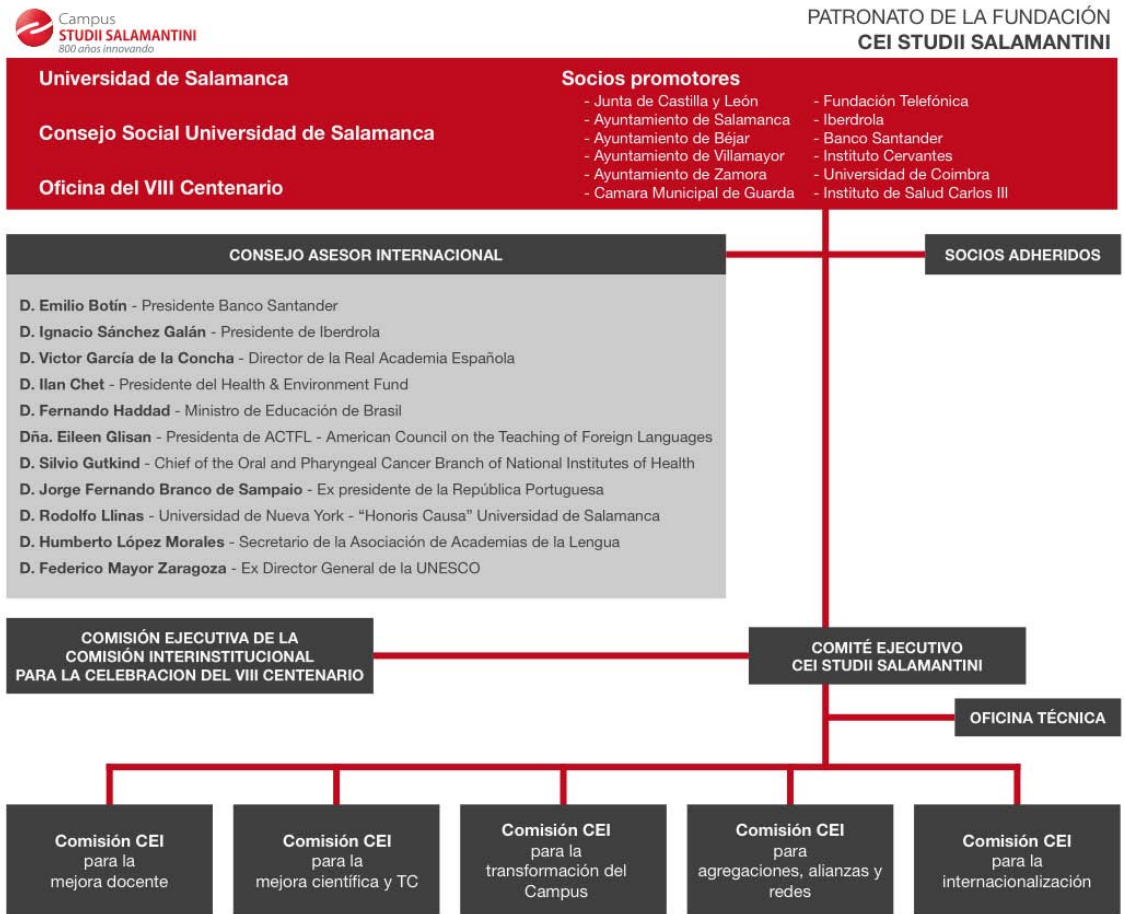 Campus
STUDII SALAMANTINI
800 años innovando
PATRONATO DE LA FUNDACIÓN
CEI STUDII SALAMANTINI
Universidad de Salamanca
Consejo Social Universidad de Salamanca
Oficina del VIII Centenario
Socios promotores
- Junta de Castilla y León
- Ayuntamiento de Salamanca
- Ayuntamiento de Béjar
- Ayuntamiento de Villamayor
- Ayuntamiento de Zamora
- Camara Municipal de Guarda
- Fundación Telefónica
- Iberdrola
- Banco Santander
- Instituto Cervantes
- Universidad de Coimbra
- Instituto de Salud Carlos III
CONSEJO ASESOR INTERNACIONAL
SOCIOS ADHERIDOS
D. Emilio Botín - Presidente Banco Santander
D. Ignacio Sánchez Galán - Presidente de Iberdrola
D. Victor García de la Concha - Director de la Real Academia Española
D. Ilan Chet - Presidente del Health & Environment Fund
D. Fernando Haddad - Ministro de Educación de Brasil
Dña. Eileen Glisan - Presidenta de ACTFL - American Council on the Teaching of Foreign Languages
D. Silvio Gutkind - Chief of the Oral and Pharyngeal Cancer Branch of National Institutes of Health
D. Jorge Fernando Branco de Sampaio - Ex presidente de la República Portuguesa
D. Rodolfo Llinas - Universidad de Nueva York - “Honoris Causa” Universidad de Salamanca
D. Humberto López Morales - Secretario de la Asociación de Academias de la Lengua
D. Federico Mayor Zaragoza - Ex Director General de la UNESCO
COMISIÓN EJECUTIVA DE LA
COMISIÓN INTERINSTITUCIONAL
PARA LA CELEBRACION DEL VIII CENTENARIO
COMITÉ EJECUTIVO
CEI STUDII SALAMANTINI
OFICINA TÉCNICA
Comisión CEI
para la
mejora docente
Comisión CEI
para la
mejora científica y TC
Comisión CEI
para la
transformación del
Campus
Comisión CEI
para
agregaciones, alianzas y
redes
Comisión CEI
para la
internacionalización